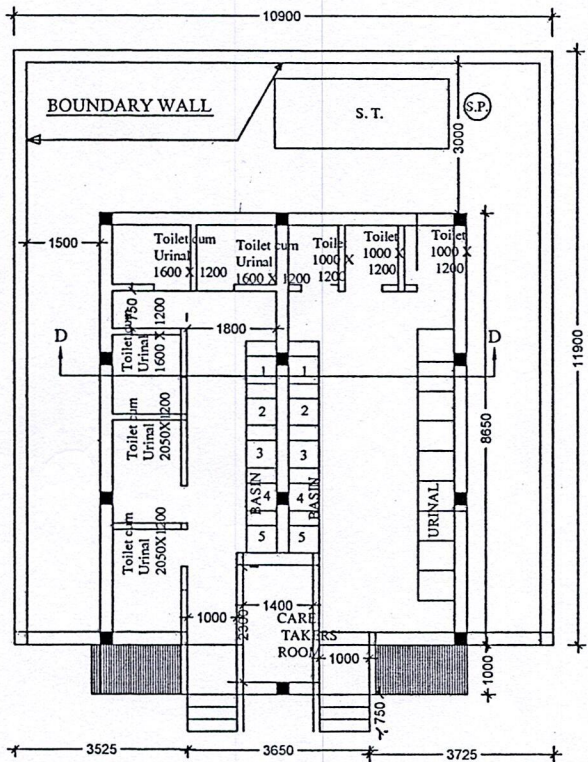 10900
BOUNDARY WALL
S. T.
S.P.
3000
1500
Toilet cum
Urinal
1600 X 1200
Toilet cum
Urinal
1600 X 1200
Toilet
1000 X
1200
Toilet
1000 X
1200
Toilet
1000 X
1200
750
1800
Toilet cum
Urinal
1600 X 1200
D
D
11900
8650
1
1
2
2
3
3
4
4
5
5
BASIN
BASIN
URINAL
Toilet cum
Urinal
2050X1200
Toilet cum
Urinal
2050X1200
1000
1400
2300
CARE
TAKERS'
ROOM
1000
1000
750
3525
3650
3725